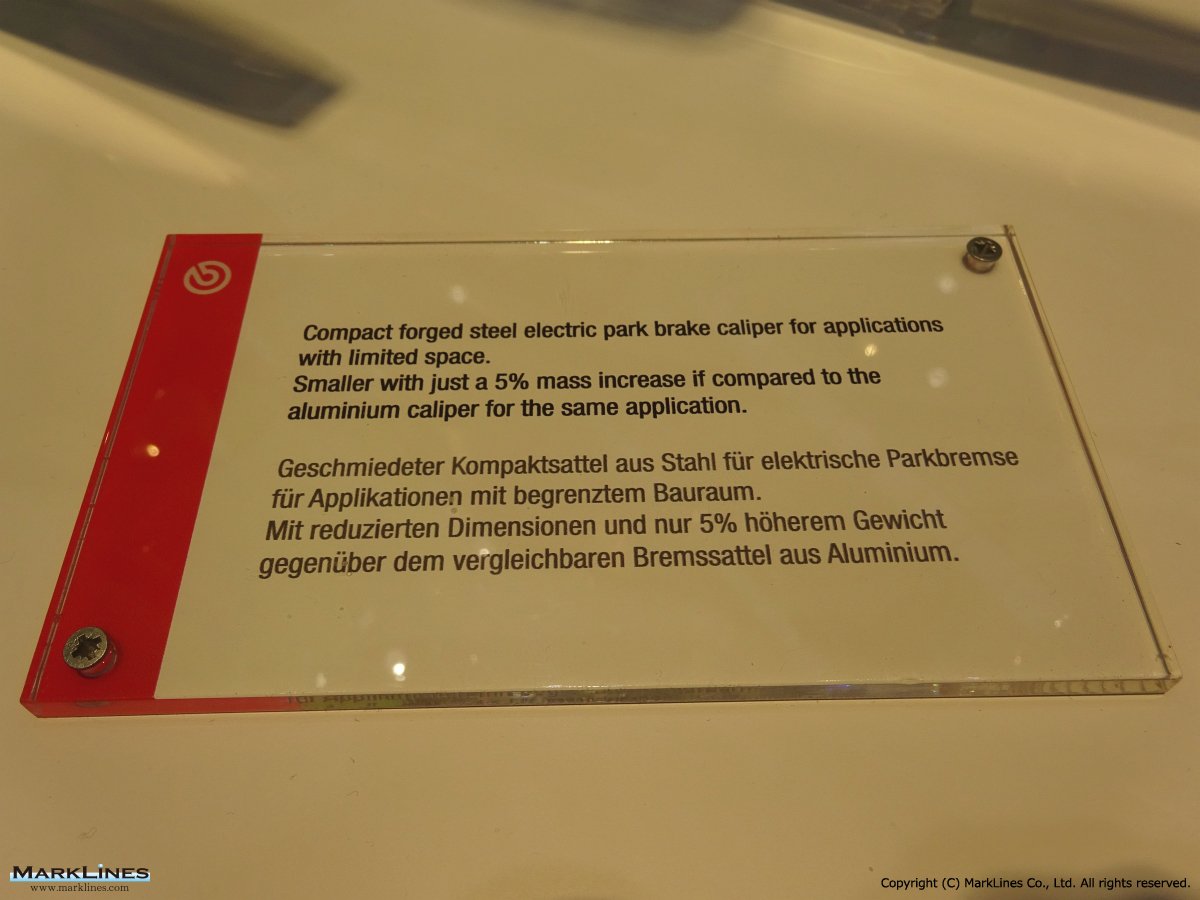 Compact forged steel electric park brake caliper for applications
with limited space.
Smaller with just a 5% mass increase if compared to the
aluminium caliper for the same application.
Geschmiedeter Kompaktsattel aus Stahl für elektrische Parkbremse
für Applikationen mit begrenztem Bauraum.
Mit reduzierten Dimensionen und nur 5% höherem Gewicht
gegenüber dem vergleichbaren Bremssattel aus Aluminium.
MARKLINES
www.marklines.com
Copyright (C) MarkLines Co., Ltd. All rights reserved.